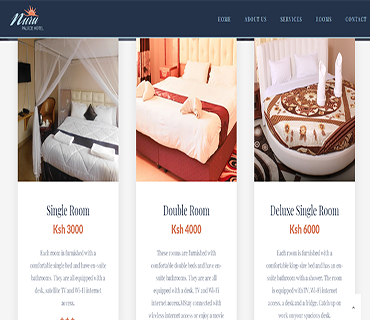 Nuru
PALACE HOTEL
HOME ABOUT US SERVICES ROOMS CONTACT
Single Room
Ksh 3000
Each room is furnished with a
comfortable single bed and have en-suite
bathrooms. They are all equipped with a
desk, satellite TV and Wi-Fi internet
access.
Double Room
Ksh 4000
These rooms are furnished with
comfortable double beds and have en-
suite bathrooms. They are are all
equipped with a desk, TV and Wi-Fi
internet access. Stay connected with
wireless internet access or enjoy a movie
Deluxe Single Room
Ksh 6000
Each room is furnished with a
comfortable king-size bed and has an en-
suite bathroom with a shower. The room
is equipped with TV, Wi-Fi internet
access, a desk and a fridge. Catch up on
work on your spacious desk.